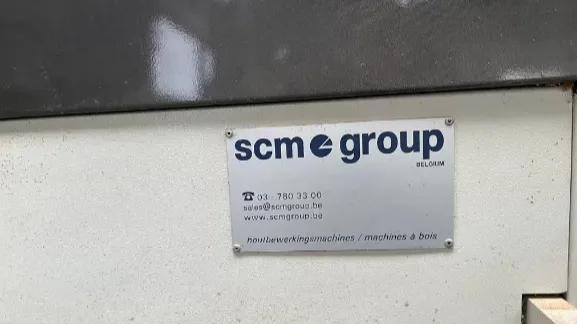 scm group
BELGIUM
☎ 03 - 780 33 00
sales@scmgroup.be
www.scmgroup.be
houtbewerkingsmachines / machines à bois